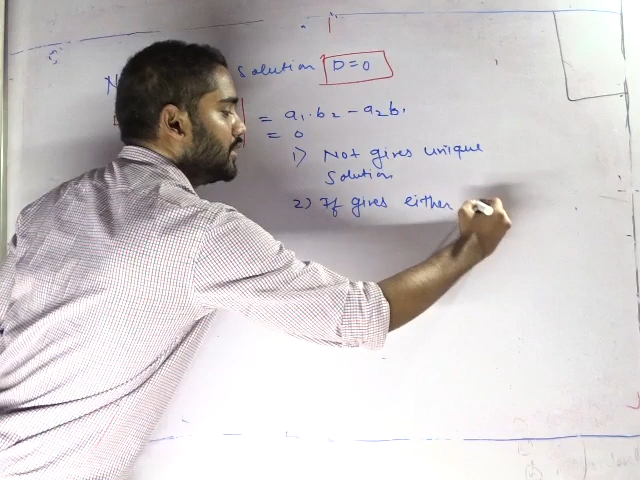 Solution D=0
= a₁.b₂ - a₂b₁
= 0
1) Not gives unique
Solution
2) If gives either